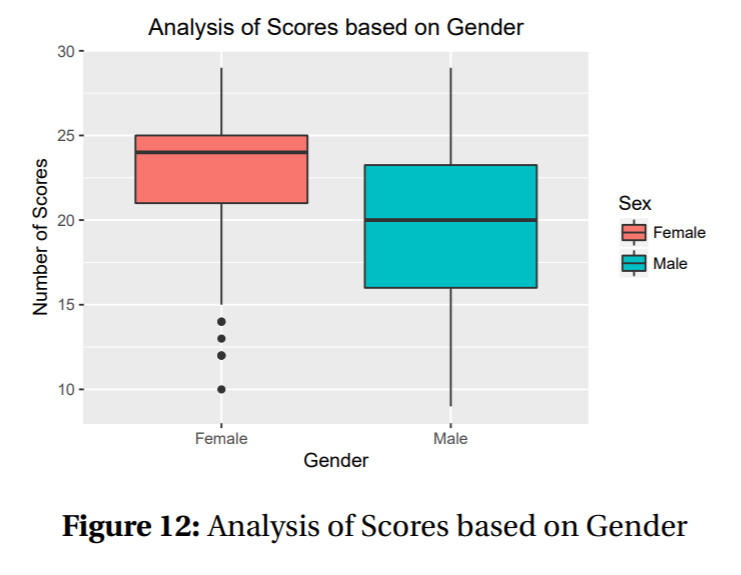 Analysis of Scores based on Gender
30
25
20
15
10
Number of Scores
Female
Male
Gender
Sex
Female
Male
Figure 12: Analysis of Scores based on Gender